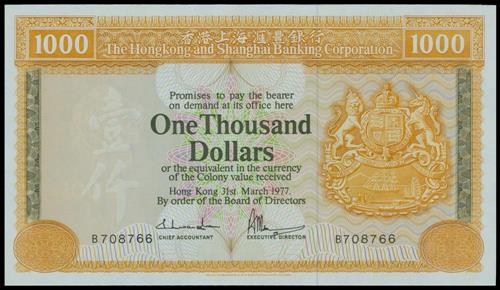 香港上海滙豐銀行
1000 The Hongkong and Shanghai Banking Corporation 1000
Promises to pay the bearer
on demand at its office here
One Thousand
Dollars
or the equivalent in the currency
of the Colony value received
Hong Kong 31st March 1977.
By order of the Board of Directors
B708766 CHIEF ACCOUNTANT EXECUTIVE DIRECTOR B708766
壹仟